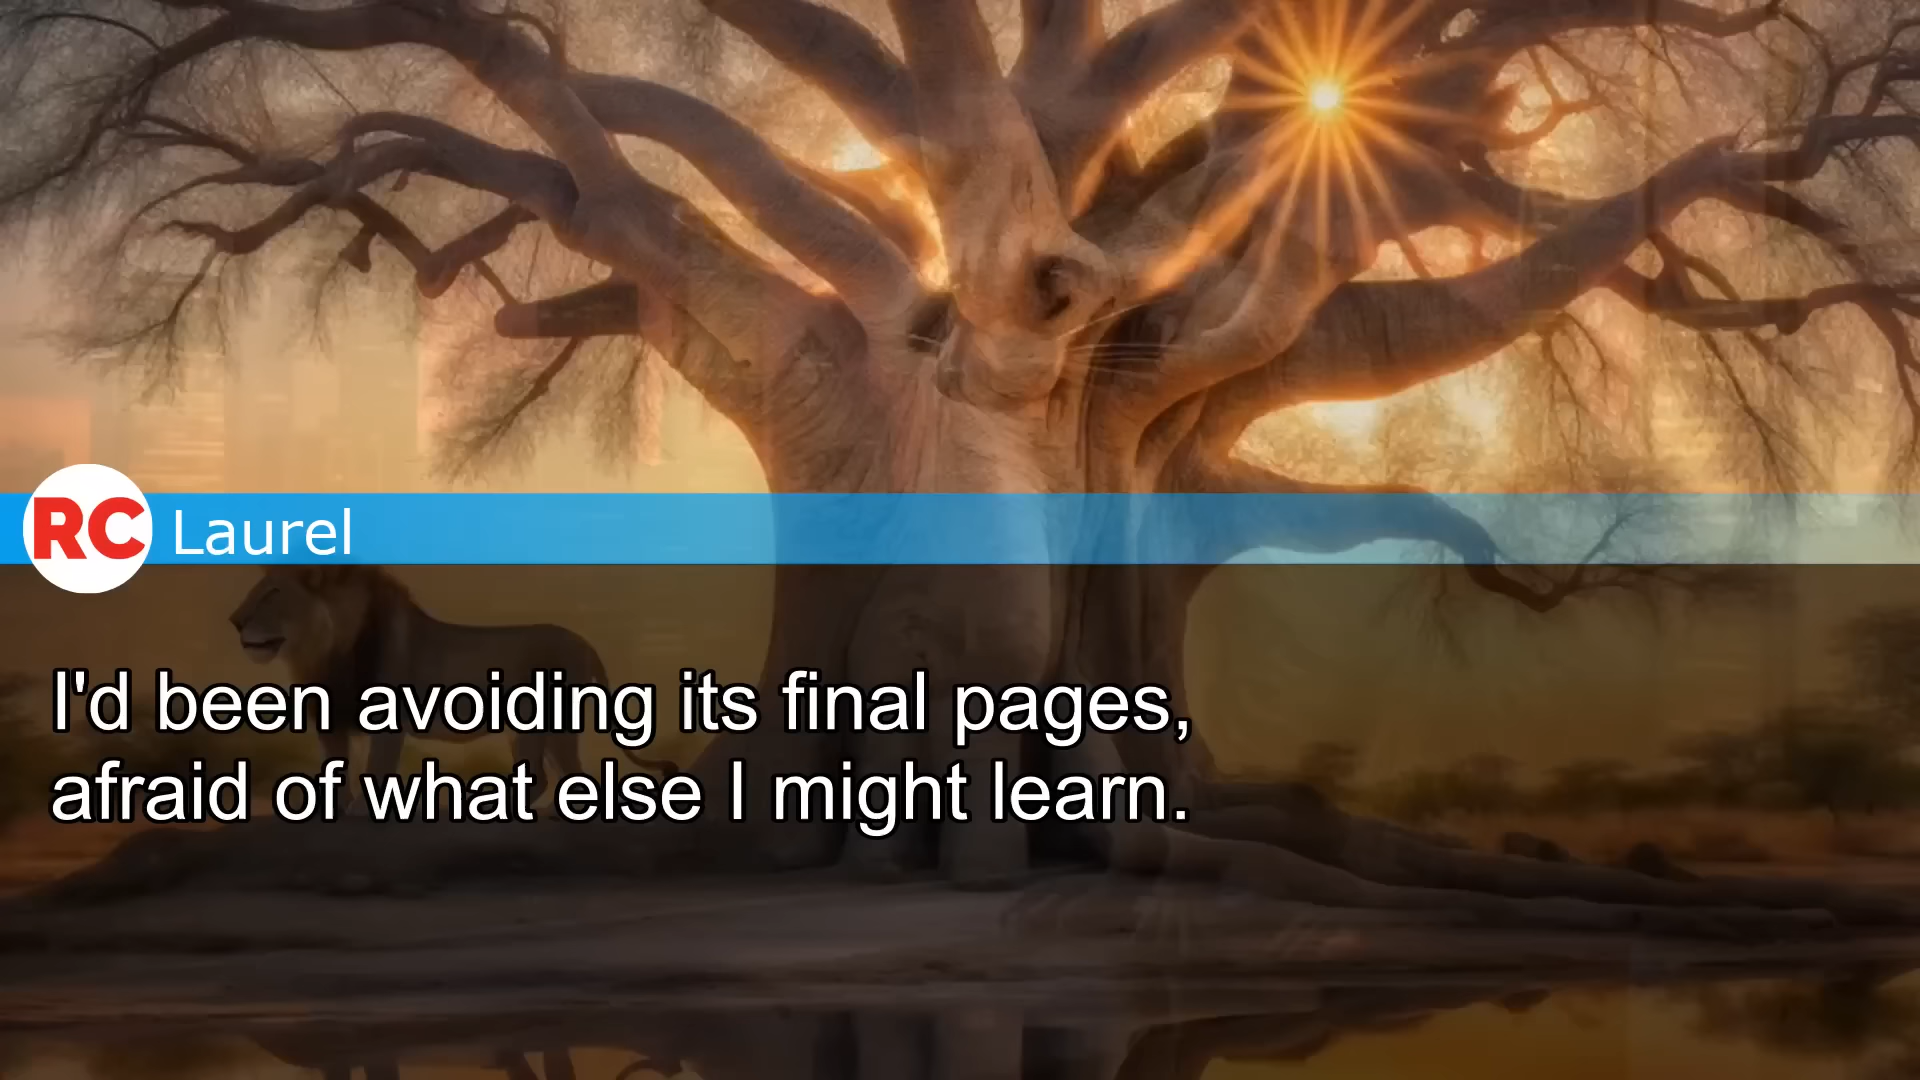 RC Laurel
I'd been avoiding its final pages,
afraid of what else I might learn.